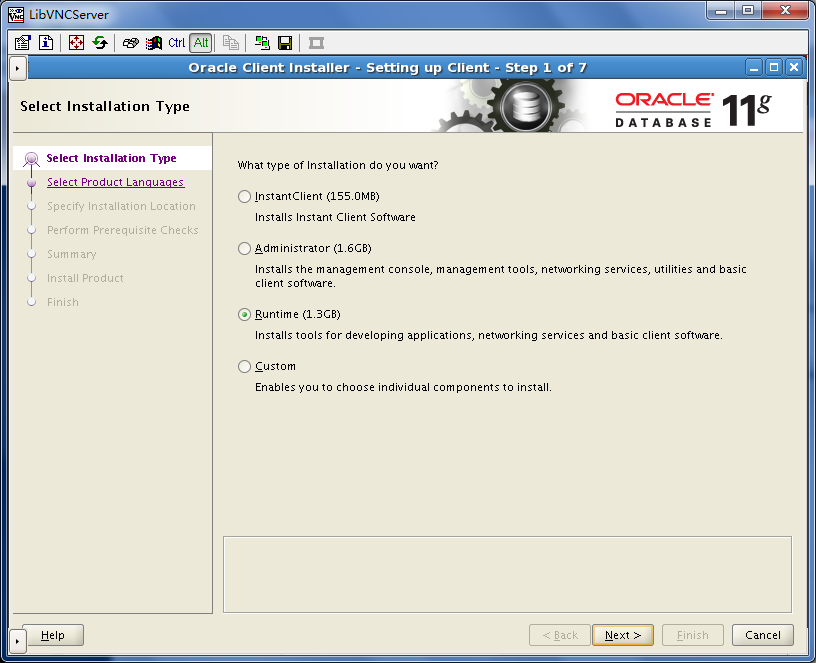 LibVNCServer
Ctrl Alt
Oracle Client Installer - Setting up Client - Step 1 of 7
Select Installation Type
ORACLE
DATABASE 11g
Select Installation Type
Select Product Languages
Specify Installation Location
Perform Prerequisite Checks
Summary
Install Product
Finish
What type of Installation do you want?
InstantClient (155.0MB)
Installs Instant Client Software
Administrator (1.6GB)
Installs the management console, management tools, networking services, utilities and basic
client software.
Runtime (1.3GB)
Installs tools for developing applications, networking services and basic client software.
Custom
Enables you to choose individual components to install.
Help
< Back
Next >
Finish
Cancel